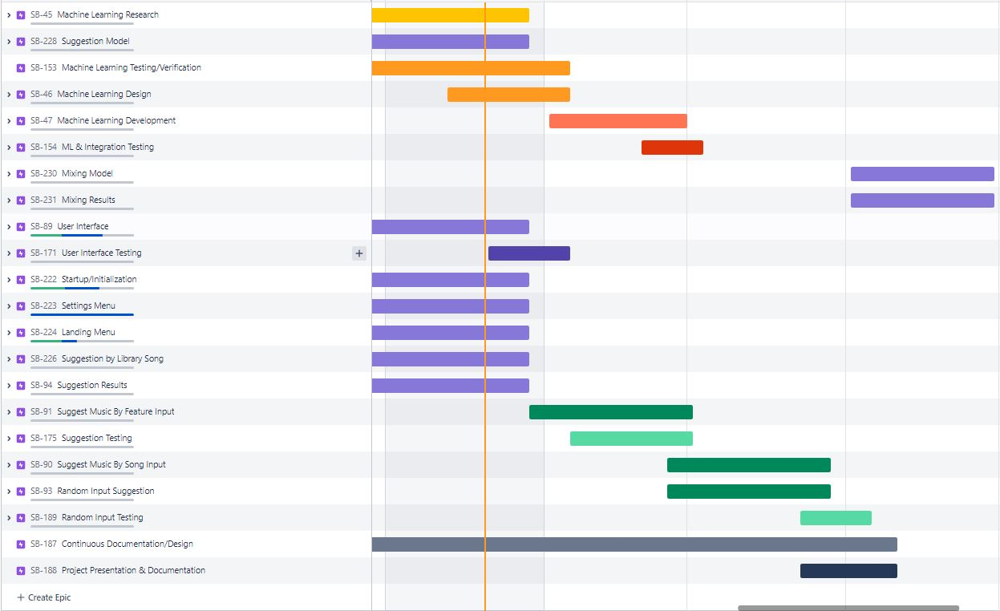 SB-45 Machine Learning Research
SB-228 Suggestion Model
SB-153 Machine Learning Testing/Verification
SB-46 Machine Learning Design
SB-47 Machine Learning Development
SB-154 ML & Integration Testing
SB-230 Mixing Model
SB-231 Mixing Results
SB-89 User Interface
SB-171 User Interface Testing
SB-222 Startup/Initialization
SB-223 Settings Menu
SB-224 Landing Menu
SB-226 Suggestion by Library Song
SB-94 Suggestion Results
SB-91 Suggest Music By Feature Input
SB-175 Suggestion Testing
SB-90 Suggest Music By Song Input
SB-93 Random Input Suggestion
SB-189 Random Input Testing
SB-187 Continuous Documentation/Design
SB-188 Project Presentation & Documentation
+ Create Epic